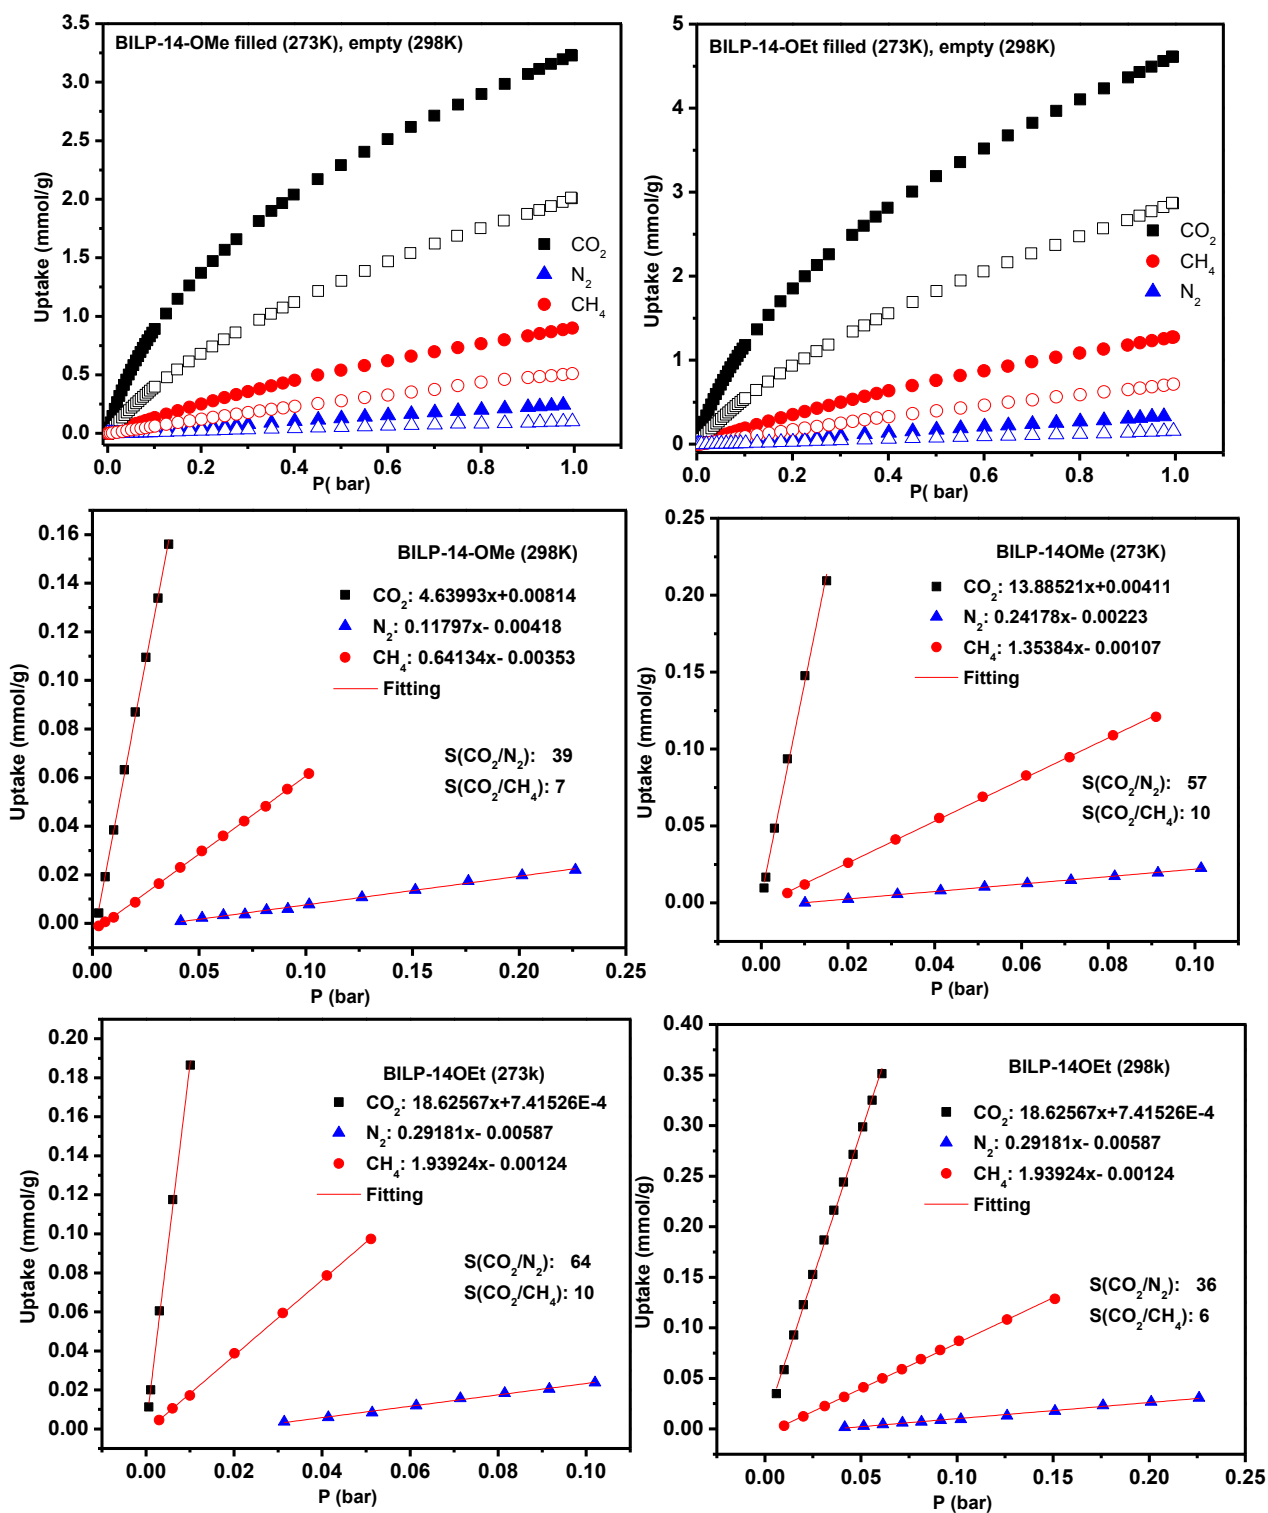 BILP-14-OMe filled (273K), empty (298K)
3.5
3.0
2.5
2.0
1.5
1.0
0.5
0.0
Uptake (mmol/g)
CO2
N2
CH4
0.0 0.2 0.4 0.6 0.8 1.0
P( bar)
BILP-14-OEt filled (273K), empty (298K)
5
4
3
2
1
0
Uptake (mmol/g)
CO2
CH4
N2
0.0 0.2 0.4 0.6 0.8 1.0
P( bar)
0.16
0.14
0.12
0.10
0.08
0.06
0.04
0.02
0.00
Uptake (mmol/g)
BILP-14-OMe (298K)
CO2: 4.63993x+0.00814
N2: 0.11797x- 0.00418
CH4: 0.64134x- 0.00353
Fitting
S(CO2/N2): 39
S(CO2/CH4): 7
0.00 0.05 0.10 0.15 0.20 0.25
P (bar)
0.25
0.20
0.15
0.10
0.05
0.00
Uptake (mmol/g)
BILP-14OMe (273K)
CO2: 13.88521x+0.00411
N2: 0.24178x- 0.00223
CH4: 1.35384x- 0.00107
Fitting
S(CO2/N2): 57
S(CO2/CH4): 10
0.00 0.02 0.04 0.06 0.08 0.10
P (bar)
0.20
0.18
0.16
0.14
0.12
0.10
0.08
0.06
0.04
0.02
0.00
Uptake (mmol/g)
BILP-14OEt (273k)
CO2: 18.62567x+7.41526E-4
N2: 0.29181x- 0.00587
CH4: 1.93924x- 0.00124
Fitting
S(CO2/N2): 64
S(CO2/CH4): 10
0.00 0.02 0.04 0.06 0.08 0.10
P (bar)
0.40
0.35
0.30
0.25
0.20
0.15
0.10
0.05
0.00
Uptake (mmol/g)
BILP-14OEt (298k)
CO2: 18.62567x+7.41526E-4
N2: 0.29181x- 0.00587
CH4: 1.93924x- 0.00124
Fitting
S(CO2/N2): 36
S(CO2/CH4): 6
0.00 0.05 0.10 0.15 0.20 0.25
P (bar)